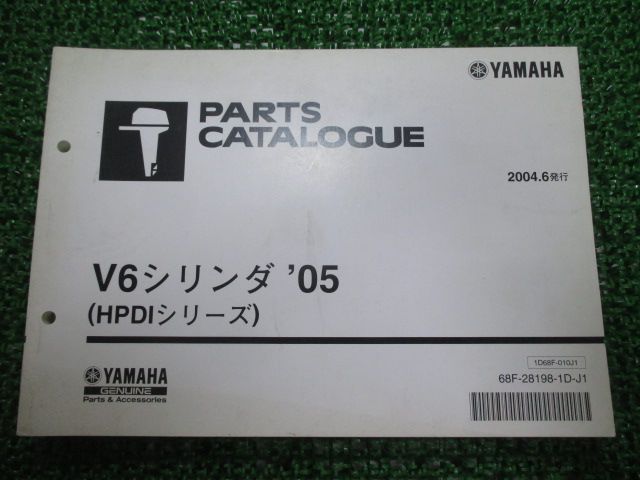 YAMAHA
PARTS
CATALOGUE
2004.6発行
V6シリンダ '05
(HPDIシリーズ)
YAMAHA
GENUINE
Parts & Accessories
1D68F-010J1
68F-28198-1D-J1